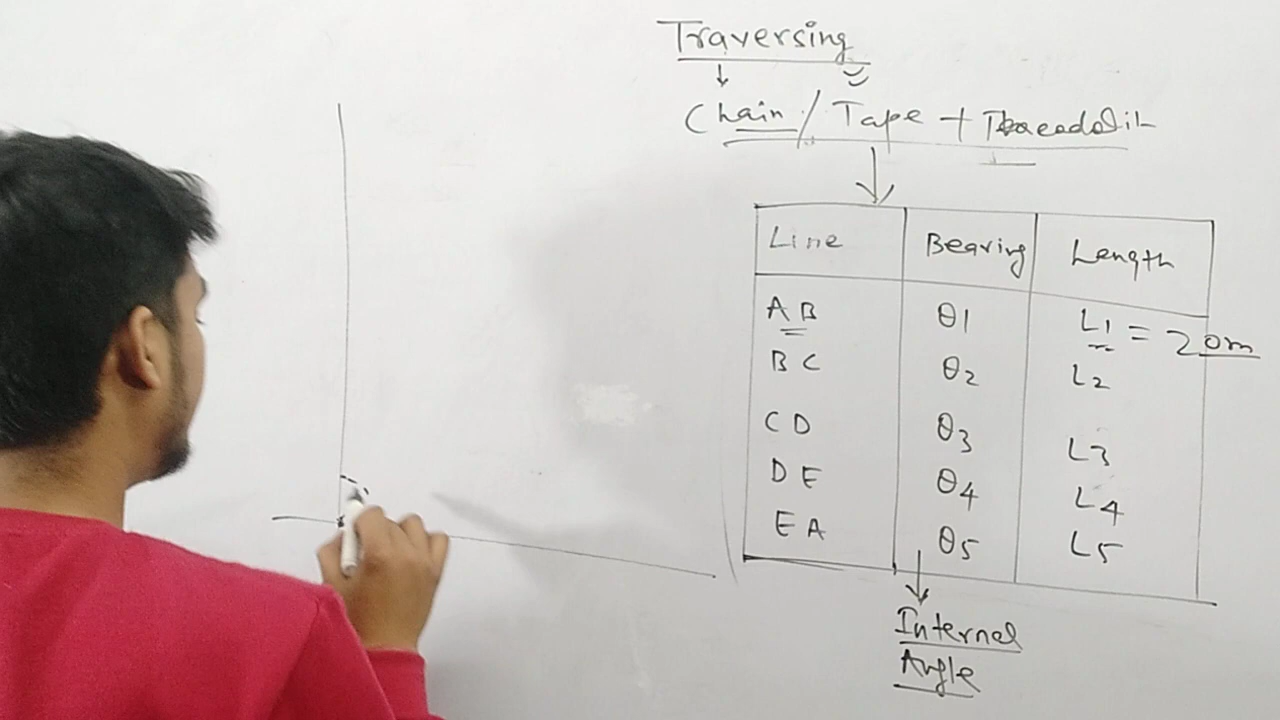 Traversing
Chain / Tape +
Line Bearing Length
AB θ1 L1 = 20m
BC θ2 L2
CD θ3 L3
DE θ4 L4
EA θ5 L5
Internal
Angle